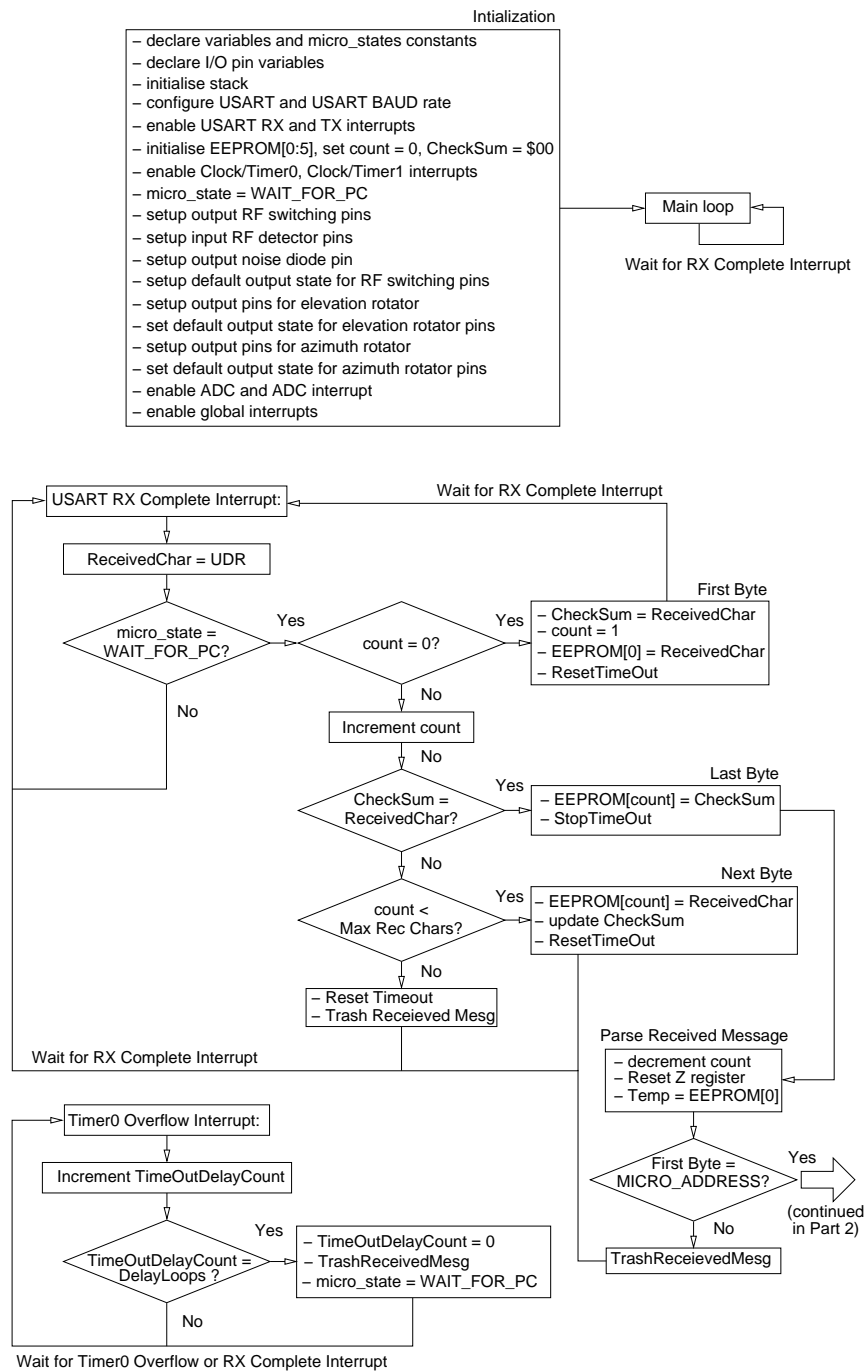 Intialization
– declare variables and micro_states constants
– declare I/O pin variables
– initialise stack
– configure USART and USART BAUD rate
– enable USART RX and TX interrupts
– initialise EEPROM[0:5], set count = 0, CheckSum = $00
– enable Clock/Timer0, Clock/Timer1 interrupts
– micro_state = WAIT_FOR_PC
– setup output RF switching pins
– setup input RF detector pins
– setup output noise diode pin
– setup default output state for RF switching pins
– setup output pins for elevation rotator
– set default output state for elevation rotator pins
– setup output pins for azimuth rotator
– set default output state for azimuth rotator pins
– enable ADC and ADC interrupt
– enable global interrupts
Main loop
Wait for RX Complete Interrupt
Wait for RX Complete Interrupt
USART RX Complete Interrupt:
ReceivedChar = UDR
micro_state =
WAIT_FOR_PC?
Yes
No
count = 0?
Yes
No
First Byte
– CheckSum = ReceivedChar
– count = 1
– EEPROM[0] = ReceivedChar
– ResetTimeOut
Increment count
No
CheckSum =
ReceivedChar?
Yes
No
Last Byte
– EEPROM[count] = CheckSum
– StopTimeOut
count <
Max Rec Chars?
Yes
No
Next Byte
– EEPROM[count] = ReceivedChar
– update CheckSum
– ResetTimeOut
– Reset Timeout
– Trash Receieved Mesg
Wait for RX Complete Interrupt
Parse Received Message
– decrement count
– Reset Z register
– Temp = EEPROM[0]
First Byte =
MICRO_ADDRESS?
Yes
(continued
in Part 2)
No
TrashReceievedMesg
Timer0 Overflow Interrupt:
Increment TimeOutDelayCount
TimeOutDelayCount =
DelayLoops ?
Yes
No
– TimeOutDelayCount = 0
– TrashReceivedMesg
– micro_state = WAIT_FOR_PC
Wait for Timer0 Overflow or RX Complete Interrupt